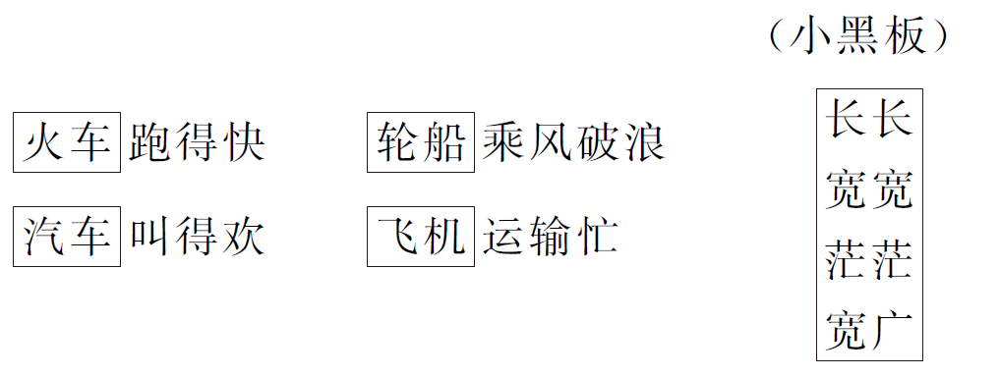 （小黑板）
火车跑得快 轮船乘风破浪
汽车叫得欢 飞机运输忙
长长
宽宽
茫茫
宽广